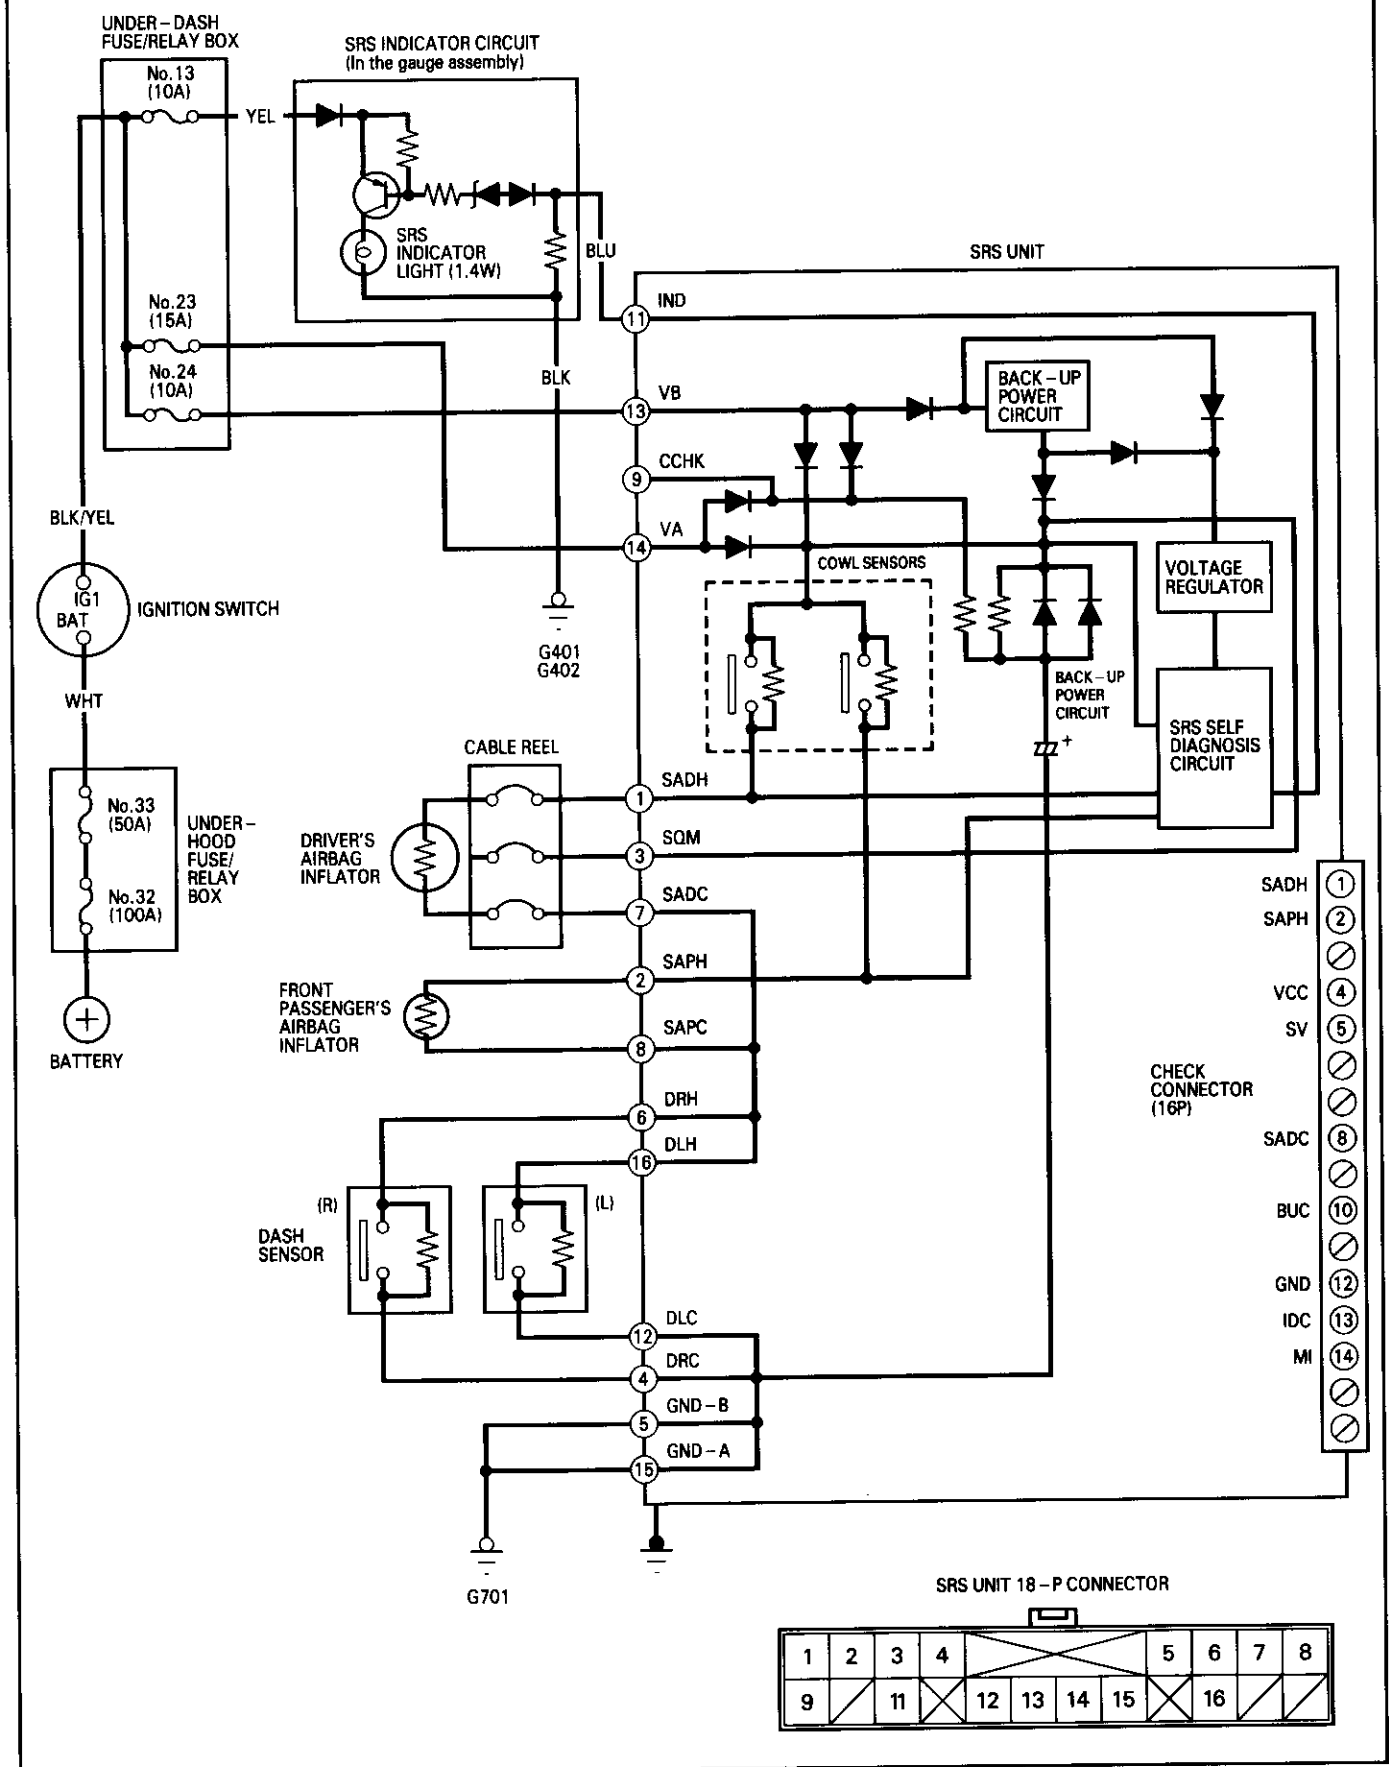 UNDER–DASH
FUSE/RELAY BOX
No.13
(10A)
YEL
SRS INDICATOR CIRCUIT
(In the gauge assembly)
SRS
INDICATOR
LIGHT (1.4W)
BLU
No.23
(15A)
No.24
(10A)
BLK
BLK/YEL
IG1
BAT
IGNITION SWITCH
WHT
No.33
(50A)
No.32
(100A)
UNDER–
HOOD
FUSE/
RELAY
BOX
+
BATTERY
G401
G402
SRS UNIT
11 IND
13 VB
9 CCHK
14 VA
BACK–UP
POWER
CIRCUIT
VOLTAGE
REGULATOR
COWL SENSORS
BACK–UP
POWER
CIRCUIT
+
SRS SELF
DIAGNOSIS
CIRCUIT
CABLE REEL
DRIVER'S
AIRBAG
INFLATOR
1 SADH
3 SQM
7 SADC
FRONT
PASSENGER'S
AIRBAG
INFLATOR
2 SAPH
8 SAPC
6 DRH
16 DLH
(R)
(L)
DASH
SENSOR
12 DLC
4 DRC
5 GND–B
15 GND–A
G701
CHECK
CONNECTOR
(16P)
SADH 1
SAPH 2
VCC 4
SV 5
SADC 8
BUC 10
GND 12
IDC 13
MI 14
SRS UNIT 18–P CONNECTOR
1 2 3 4 5 6 7 8
9 11 12 13 14 15 16